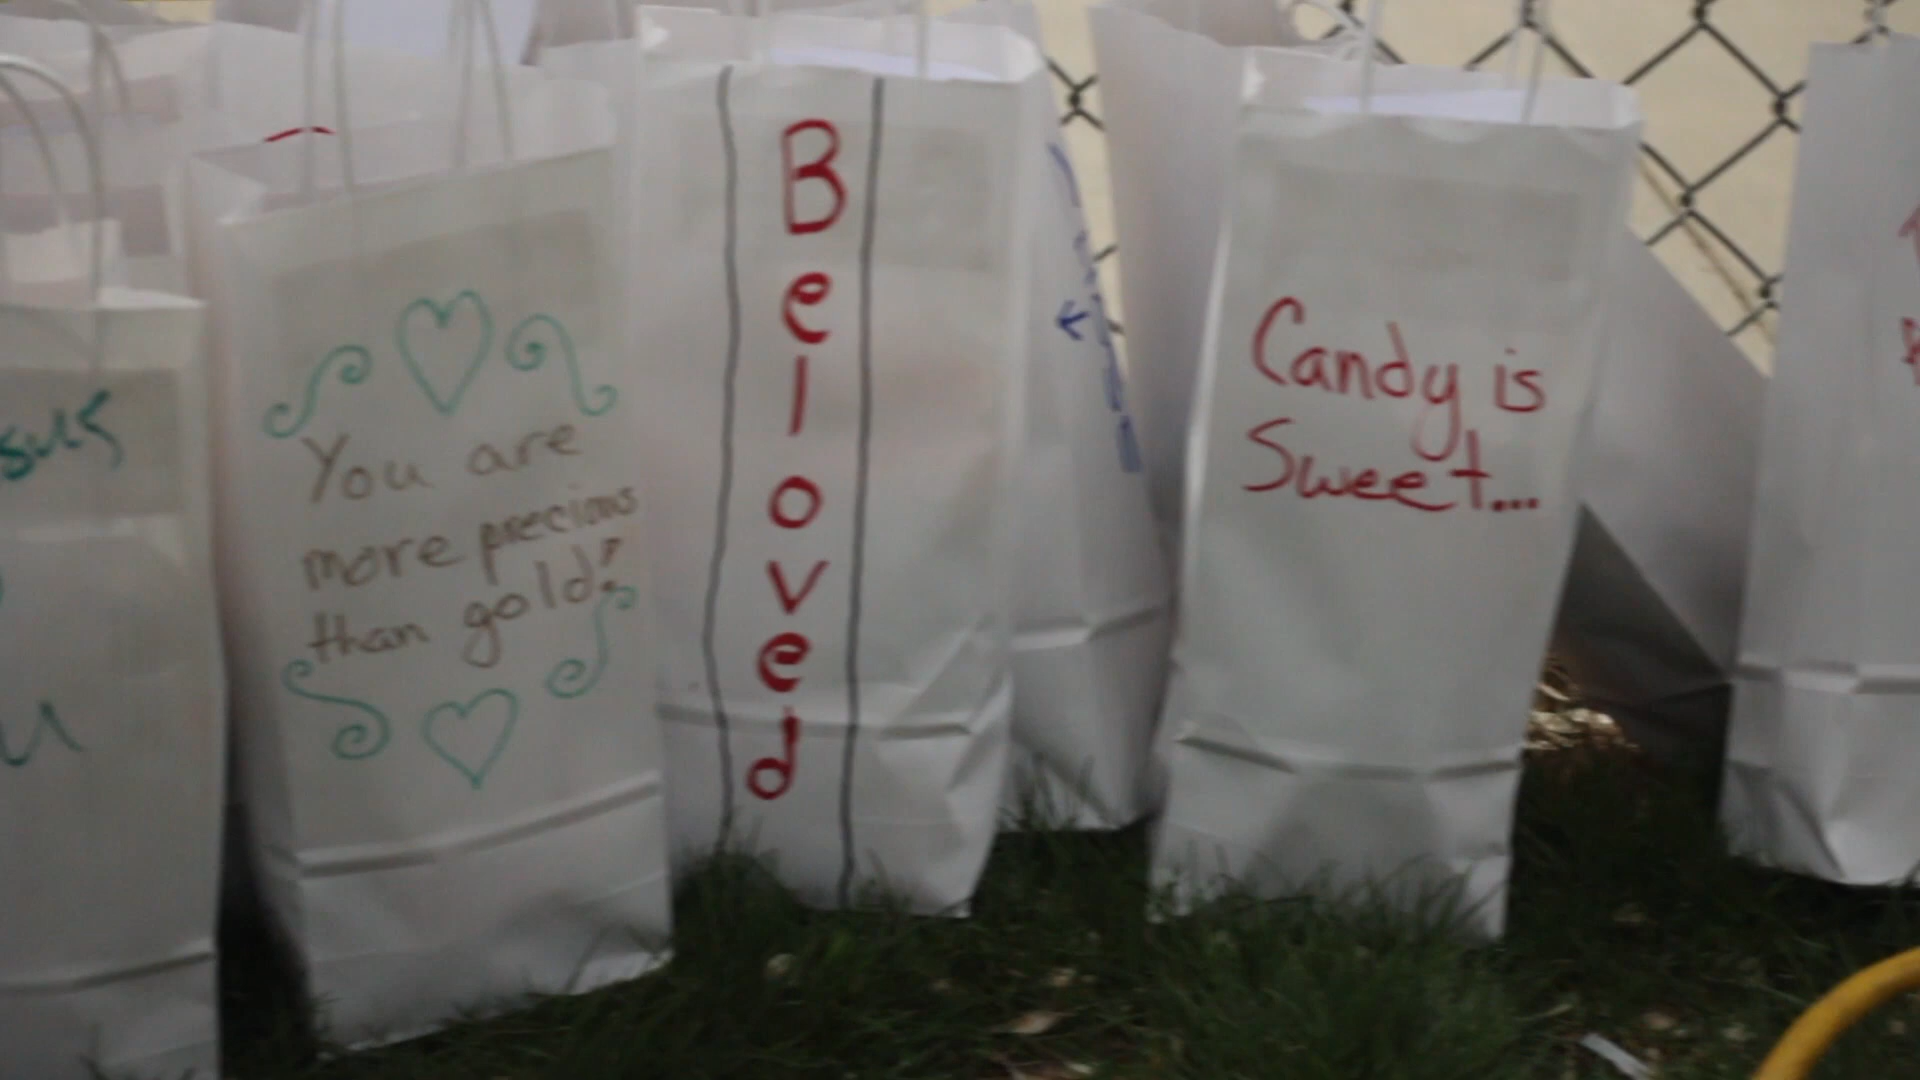 You are
more precious
than gold!
Beloved
Candy is
Sweet...